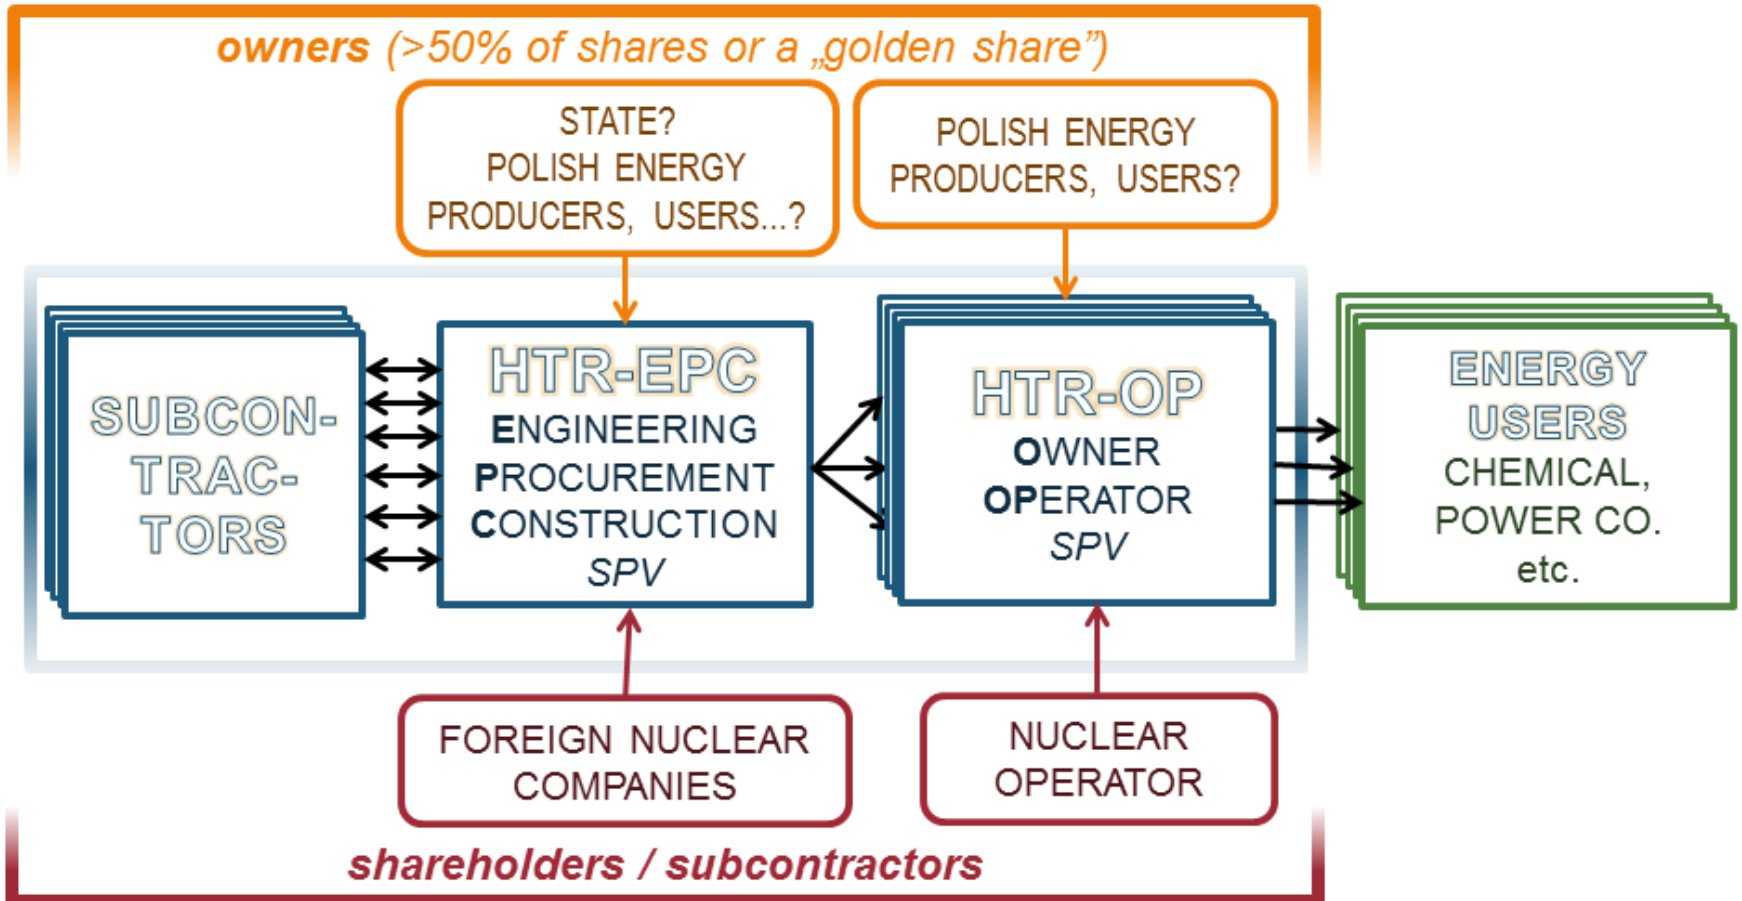 owners (>50% of shares or a „golden share”)
STATE?
POLISH ENERGY
PRODUCERS, USERS...?
POLISH ENERGY
PRODUCERS, USERS?
SUBCON-
TRAC-
TORS
HTR-EPC
ENGINEERING
PROCUREMENT
CONSTRUCTION
SPV
HTR-OP
OWNER
OPERATOR
SPV
ENERGY
USERS
CHEMICAL,
POWER CO.
etc.
FOREIGN NUCLEAR
COMPANIES
NUCLEAR
OPERATOR
shareholders / subcontractors